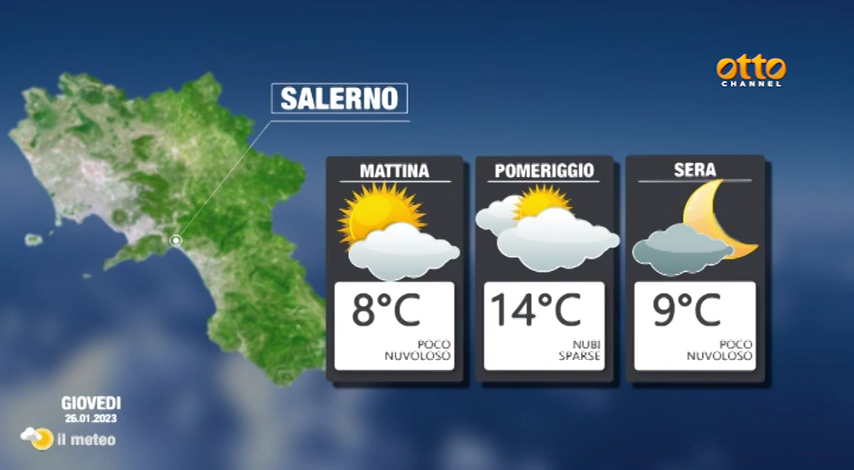 otto
CHANNEL
SALERNO
MATTINA
8°C
POCO
NUVOLOSO
POMERIGGIO
14°C
NUBI
SPARSE
SERA
9°C
POCO
NUVOLOSO
GIOVEDI
26.01.2023
il meteo